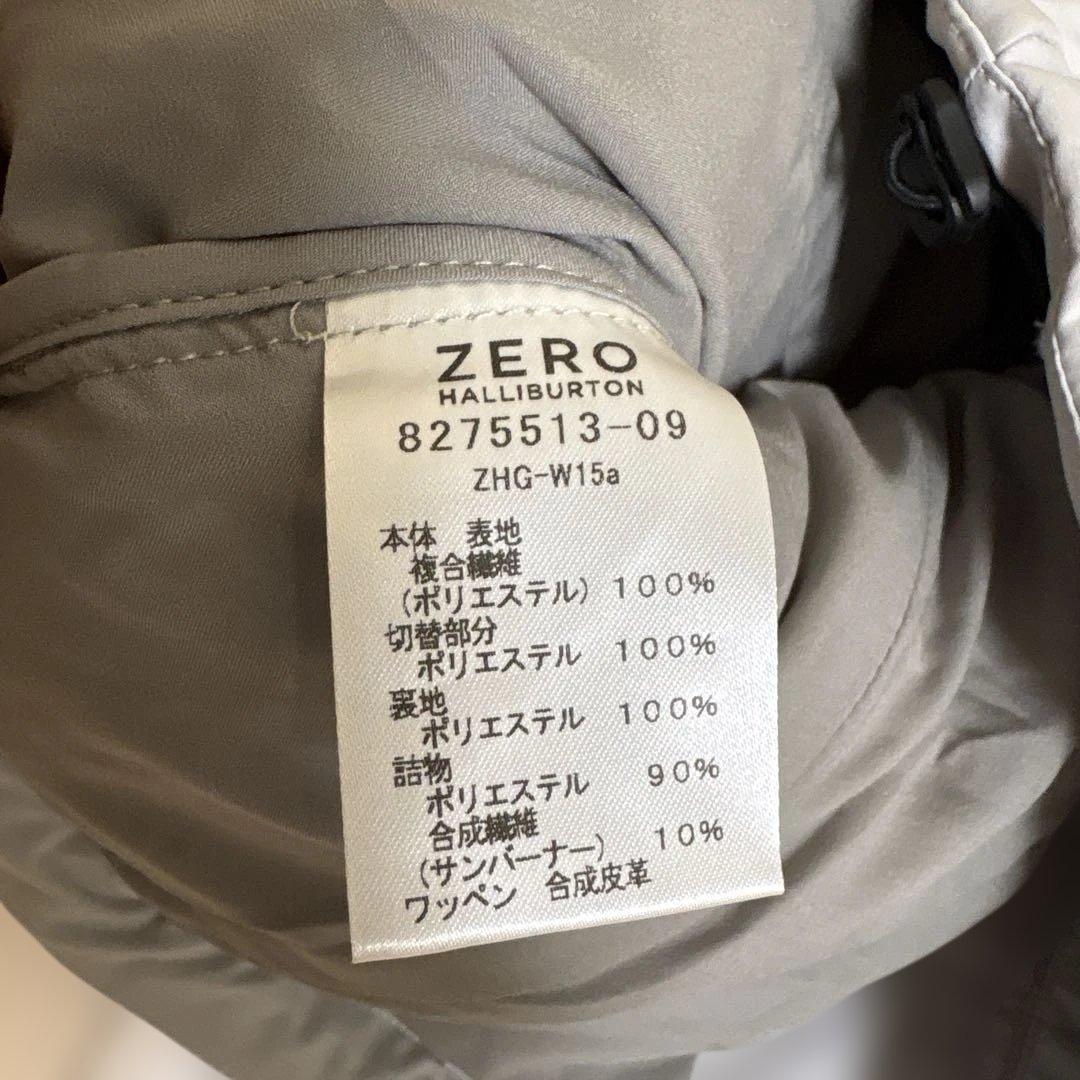 ZERO
HALLIBURTON
8275513-09
ZHG-W15a
本体 表地
複合繊維
(ポリエステル) 100%
切替部分
ポリエステル 100%
裏地
ポリエステル 100%
詰物
ポリエステル 90%
合成繊維
(サンバーナー) 10%
ワッペン 合成皮革